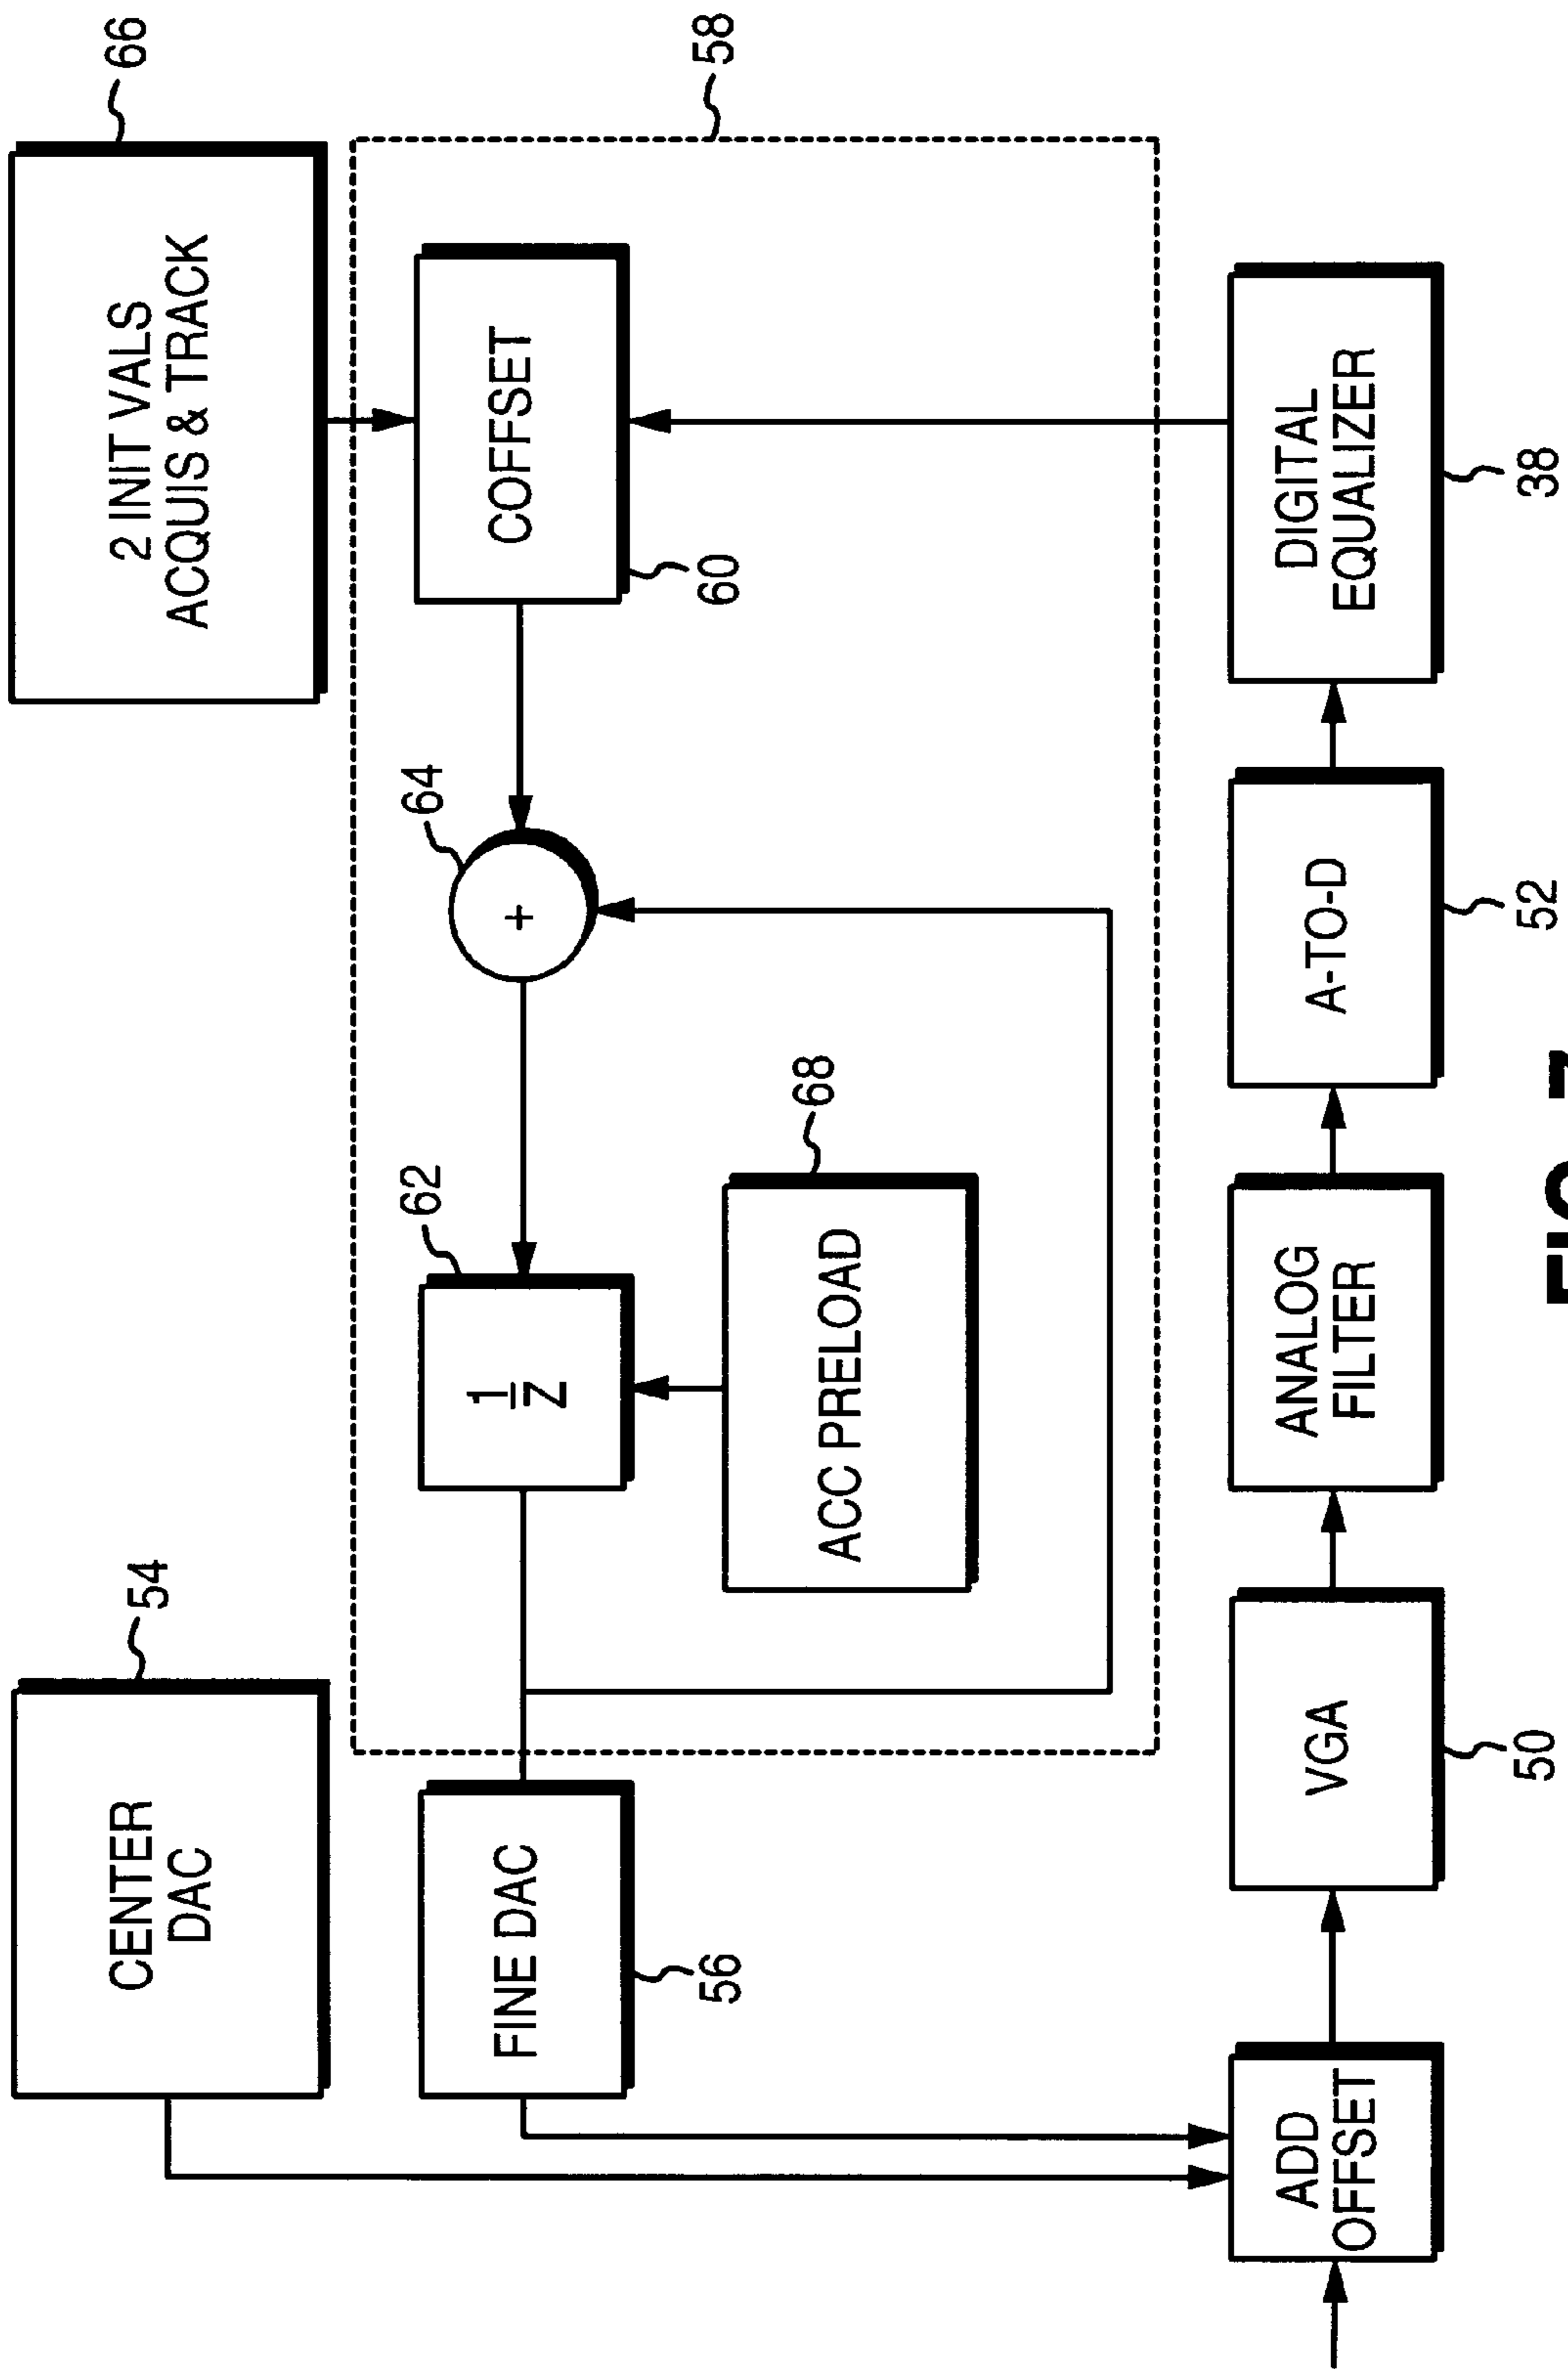 CENTER
DAC
54
2 INIT VALS
ACQUIS & TRACK
66
FINE DAC
56
62
1
Z
64
+
COFFSET
60
58
ACC PRELOAD
68
ADD
OFFSET
VGA
50
ANALOG
FILTER
A-TO-D
52
DIGITAL
EQUALIZER
38